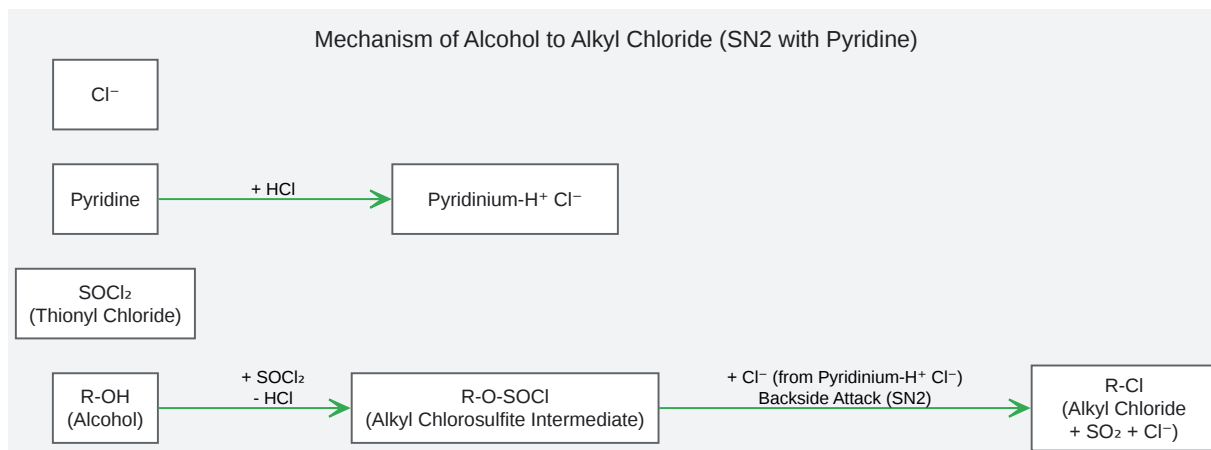 Mechanism of Alcohol to Alkyl Chloride (SN2 with Pyridine)
Cl⁻
Pyridine
+ HCl
Pyridinium-H⁺ Cl⁻
SOCl₂
(Thionyl Chloride)
R-OH
(Alcohol)
+ SOCl₂
- HCl
R-O-SOCl
(Alkyl Chlorosulfite Intermediate)
+ Cl⁻ (from Pyridinium-H⁺ Cl⁻)
Backside Attack (SN2)
R-Cl
(Alkyl Chloride
+ SO₂ + Cl⁻)